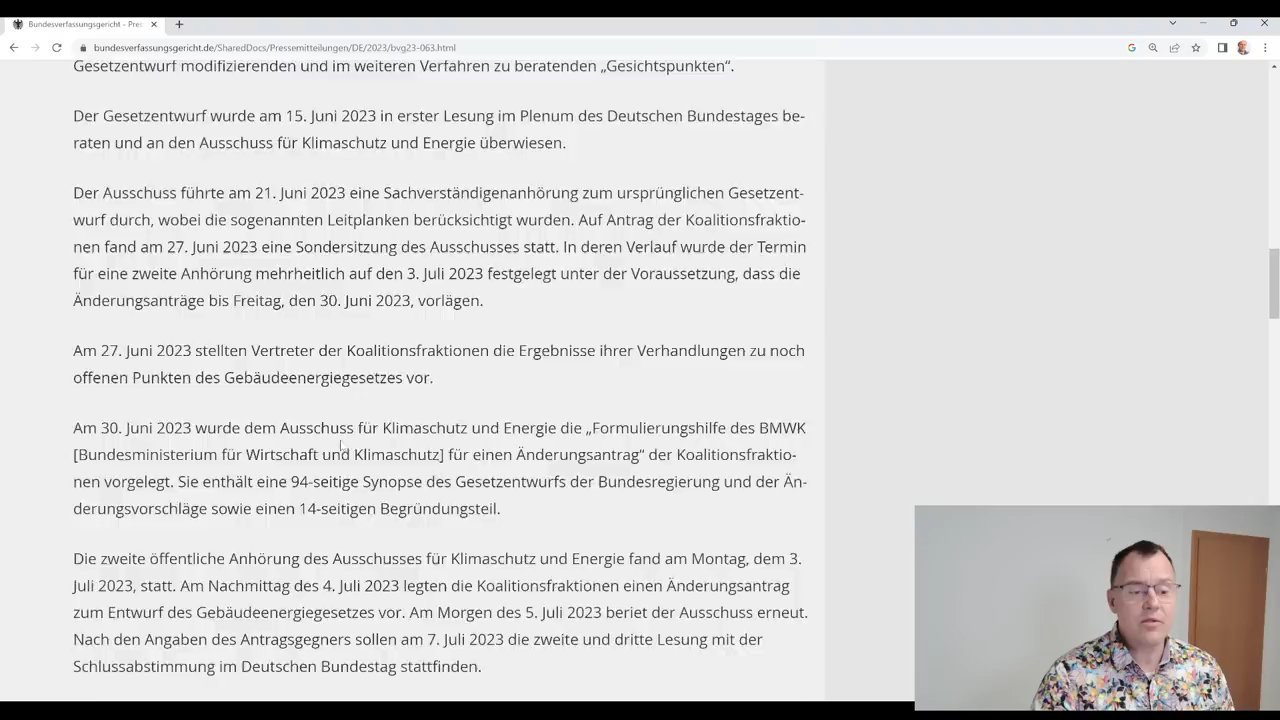 Bundesverfassungsgericht - Pres
bundesverfassungsgericht.de/SharedDocs/Pressemitteilungen/DE/2023/bvg23-063.html
Gesetzentwurf modifizierenden und im weiteren Verfahren zu beratenden „Gesichtspunkten“.
Der Gesetzentwurf wurde am 15. Juni 2023 in erster Lesung im Plenum des Deutschen Bundestages be-
raten und an den Ausschuss für Klimaschutz und Energie überwiesen.
Der Ausschuss führte am 21. Juni 2023 eine Sachverständigenanhörung zum ursprünglichen Gesetzent-
wurf durch, wobei die sogenannten Leitplanken berücksichtigt wurden. Auf Antrag der Koalitionsfraktio-
nen fand am 27. Juni 2023 eine Sondersitzung des Ausschusses statt. In deren Verlauf wurde der Termin
für eine zweite Anhörung mehrheitlich auf den 3. Juli 2023 festgelegt unter der Voraussetzung, dass die
Änderungsanträge bis Freitag, den 30. Juni 2023, vorlägen.
Am 27. Juni 2023 stellten Vertreter der Koalitionsfraktionen die Ergebnisse ihrer Verhandlungen zu noch
offenen Punkten des Gebäudeenergiegesetzes vor.
Am 30. Juni 2023 wurde dem Ausschuss für Klimaschutz und Energie die „Formulierungshilfe des BMWK
[Bundesministerium für Wirtschaft und Klimaschutz] für einen Änderungsantrag“ der Koalitionsfraktio-
nen vorgelegt. Sie enthält eine 94-seitige Synopse des Gesetzentwurfs der Bundesregierung und der Än-
derungsvorschläge sowie einen 14-seitigen Begründungsteil.
Die zweite öffentliche Anhörung des Ausschusses für Klimaschutz und Energie fand am Montag, dem 3.
Juli 2023, statt. Am Nachmittag des 4. Juli 2023 legten die Koalitionsfraktionen einen Änderungsantrag
zum Entwurf des Gebäudeenergiegesetzes vor. Am Morgen des 5. Juli 2023 beriet der Ausschuss erneut.
Nach den Angaben des Antragsgegners sollen am 7. Juli 2023 die zweite und dritte Lesung mit der
Schlussabstimmung im Deutschen Bundestag stattfinden.